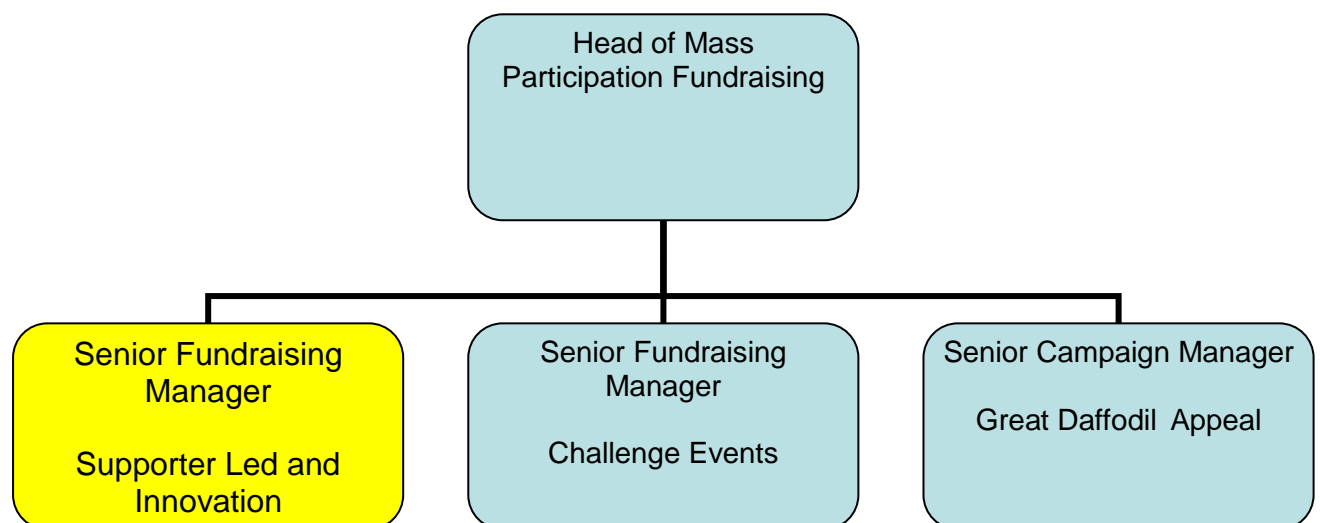 Head of Mass
Participation Fundraising
Senior Fundraising
Manager
Supporter Led and
Innovation
Senior Fundraising
Manager
Challenge Events
Senior Campaign Manager
Great Daffodil Appeal